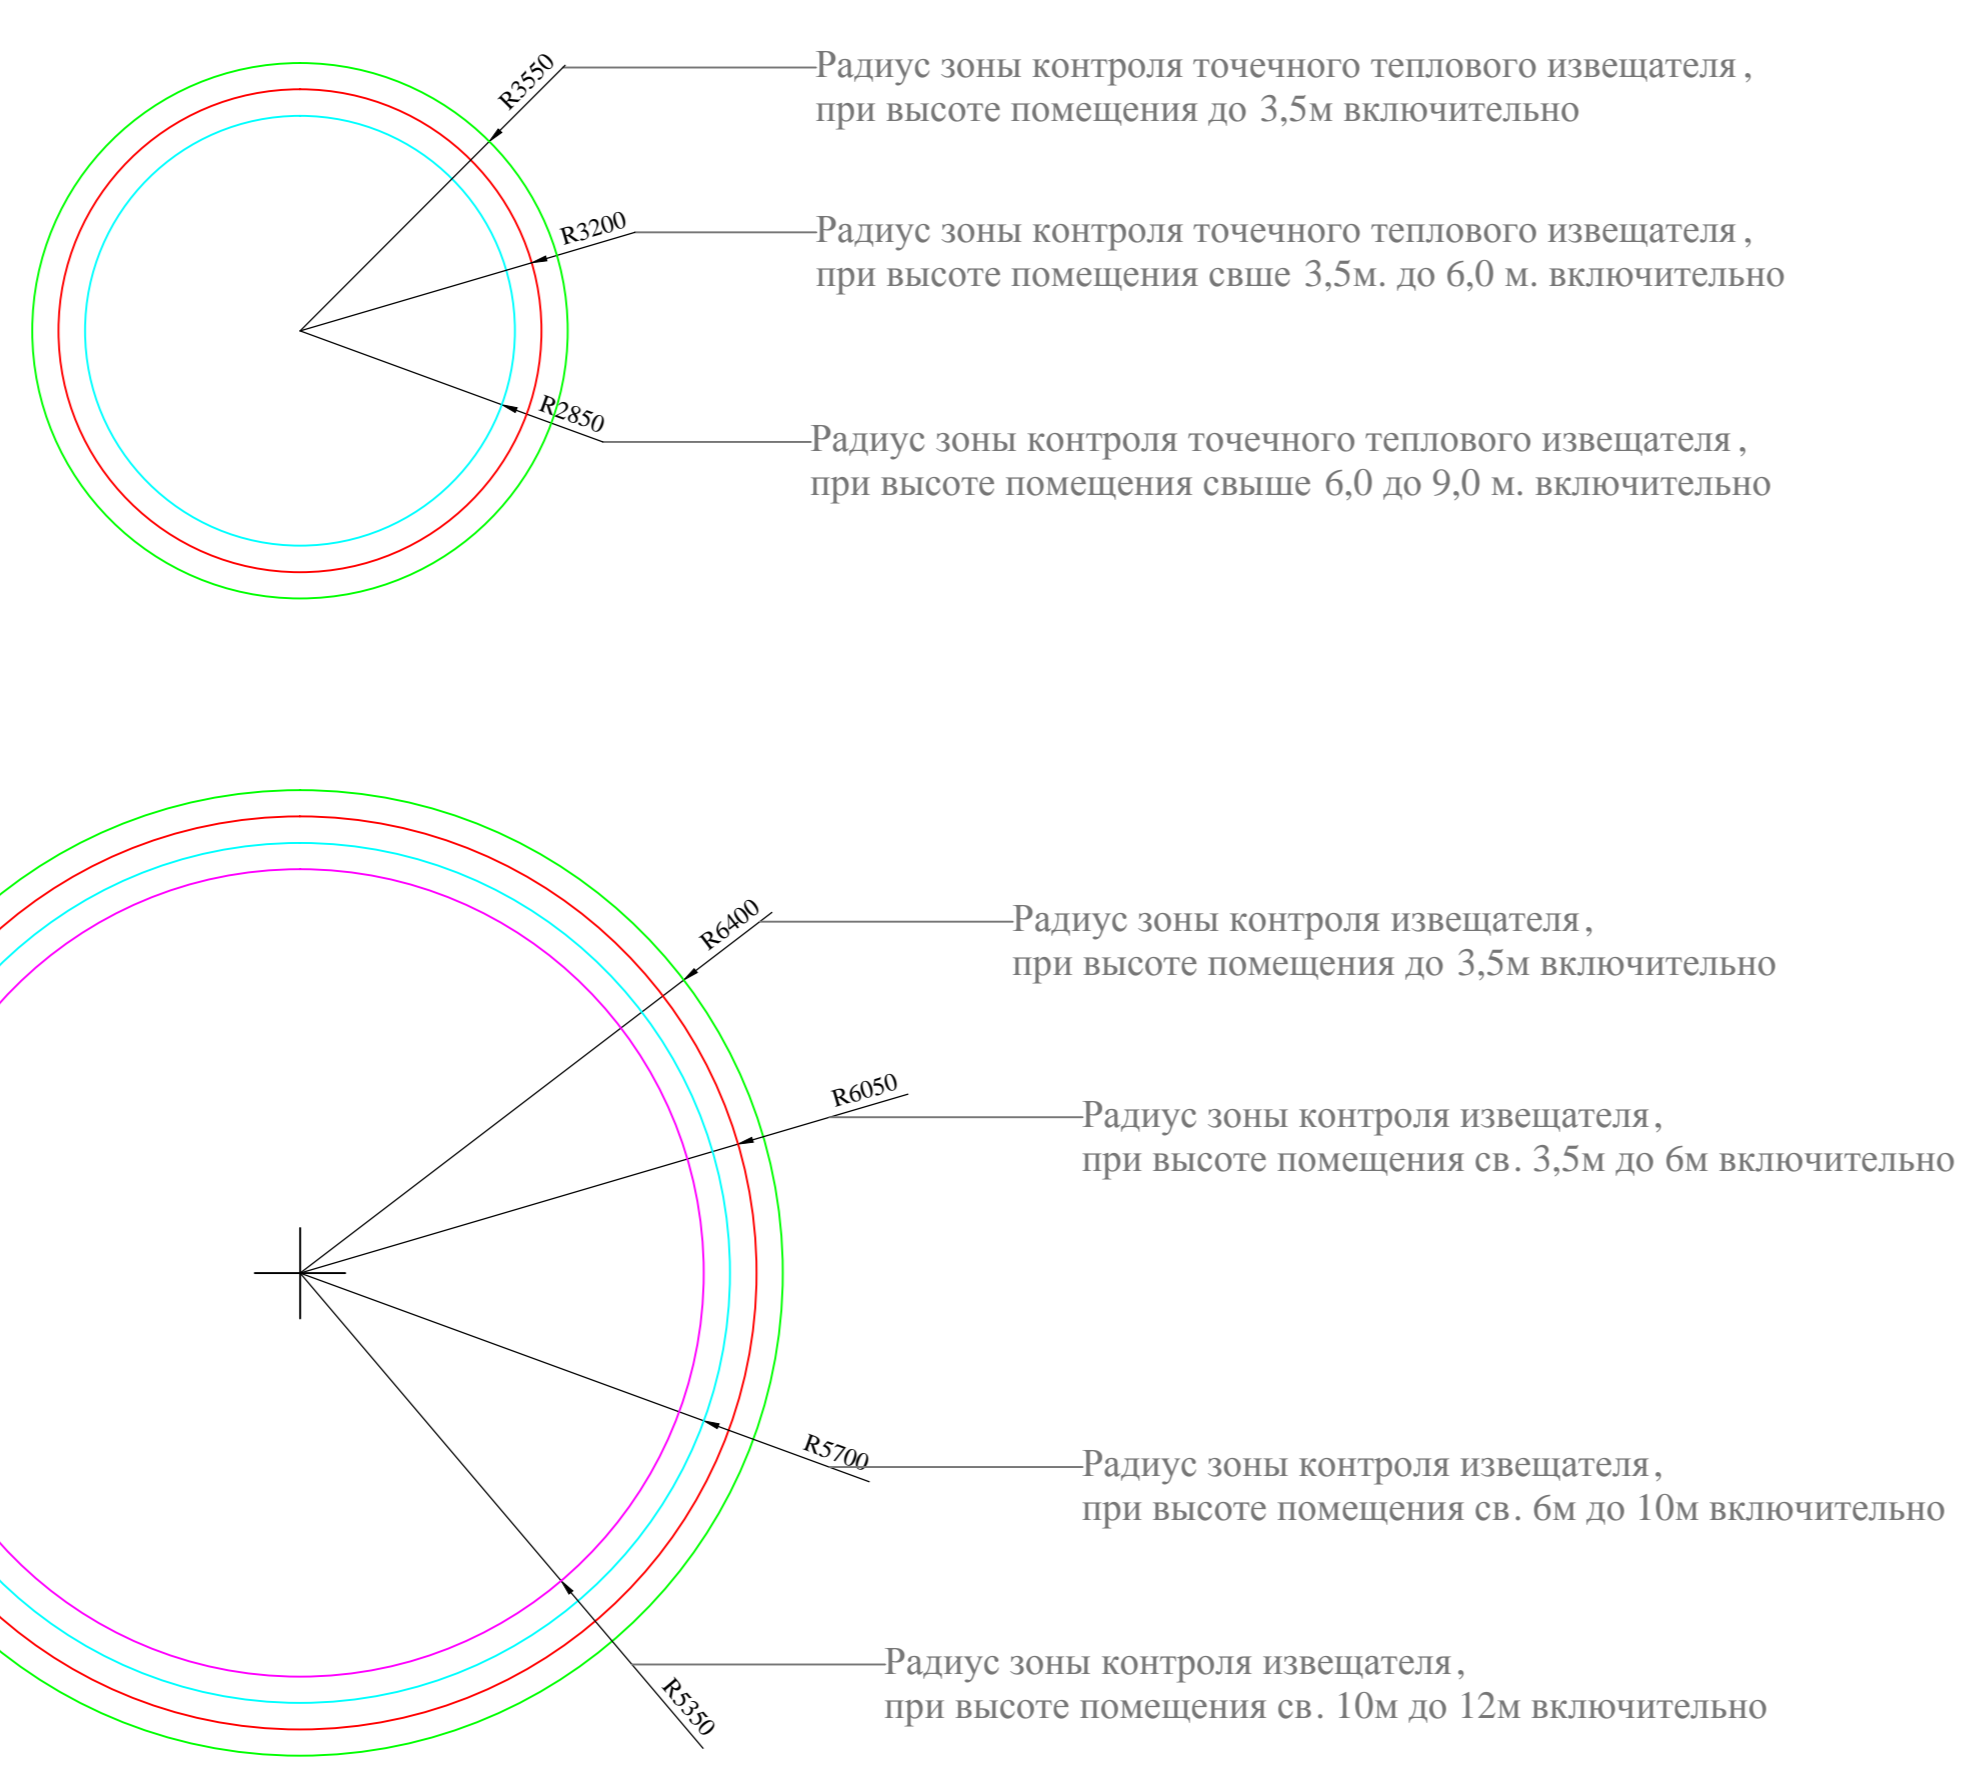 R3550
Радиус зоны контроля точечного теплового извещателя,
при высоте помещения до 3,5м включительно
R3200
Радиус зоны контроля точечного теплового извещателя,
при высоте помещения свше 3,5м. до 6,0 м. включительно
R2850
Радиус зоны контроля точечного теплового извещателя,
при высоте помещения свыше 6,0 до 9,0 м. включительно
R6400
Радиус зоны контроля извещателя,
при высоте помещения до 3,5м включительно
R6050
Радиус зоны контроля извещателя,
при высоте помещения св. 3,5м до 6м включительно
R5700
Радиус зоны контроля извещателя,
при высоте помещения св. 6м до 10м включительно
R5350
Радиус зоны контроля извещателя,
при высоте помещения св. 10м до 12м включительно